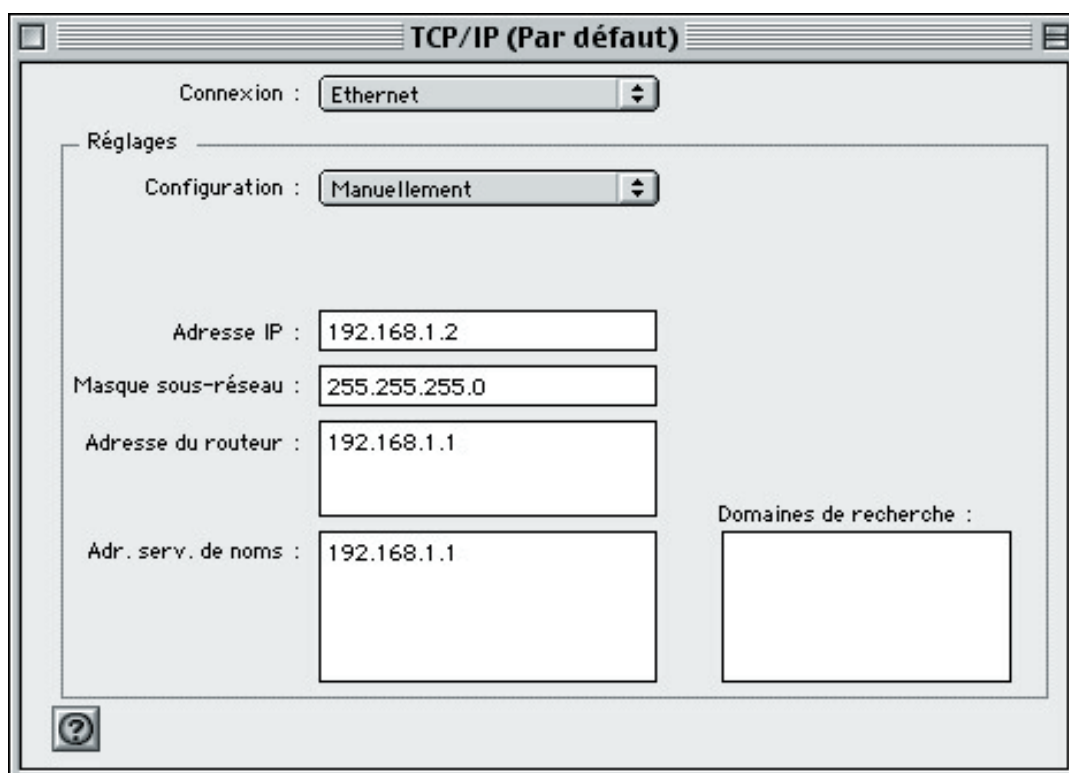 TCP/IP (Par défaut)
Connexion : Ethernet
Réglages
Configuration : Manuellement
Adresse IP : 192.168.1.2
Masque sous-réseau : 255.255.255.0
Adresse du routeur : 192.168.1.1
Domaines de recherche :
Adr. serv. de noms : 192.168.1.1
?